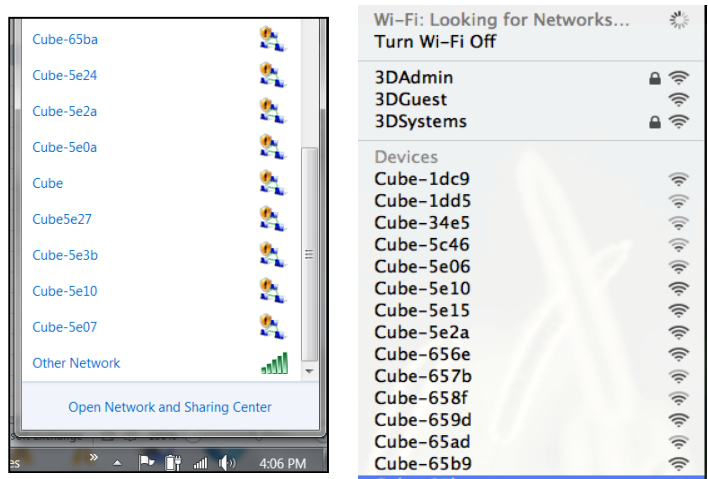 Cube-65ba
Cube-5e24
Cube-5e2a
Cube-5e0a
Cube
Cube5e27
Cube-5e3b
Cube-5e10
Cube-5e07
Other Network
Open Network and Sharing Center
4:06 PM
Wi-Fi: Looking for Networks...
Turn Wi-Fi Off
3DAdmin
3DGuest
3DSystems
Devices
Cube-1dc9
Cube-1dd5
Cube-34e5
Cube-5c46
Cube-5e06
Cube-5e10
Cube-5e15
Cube-5e2a
Cube-656e
Cube-657b
Cube-658f
Cube-659d
Cube-65ad
Cube-65b9